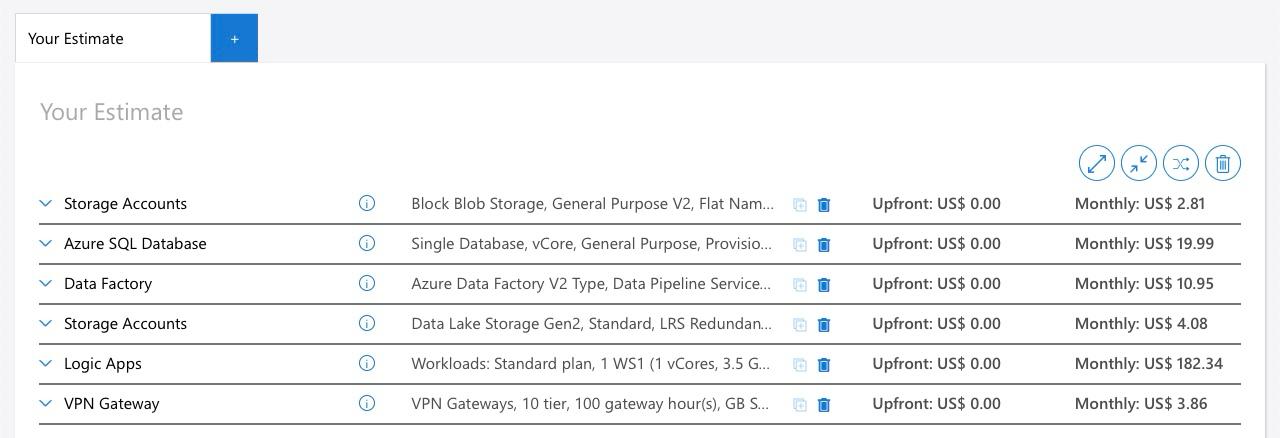 Your Estimate +
Your Estimate
Storage Accounts Block Blob Storage, General Purpose V2, Flat Nam... Upfront: US$ 0.00 Monthly: US$ 2.81
Azure SQL Database Single Database, vCore, General Purpose, Provisio... Upfront: US$ 0.00 Monthly: US$ 19.99
Data Factory Azure Data Factory V2 Type, Data Pipeline Service... Upfront: US$ 0.00 Monthly: US$ 10.95
Storage Accounts Data Lake Storage Gen2, Standard, LRS Redundan... Upfront: US$ 0.00 Monthly: US$ 4.08
Logic Apps Workloads: Standard plan, 1 WS1 (1 vCores, 3.5 G... Upfront: US$ 0.00 Monthly: US$ 182.34
VPN Gateway VPN Gateways, 10 tier, 100 gateway hour(s), GB S... Upfront: US$ 0.00 Monthly: US$ 3.86